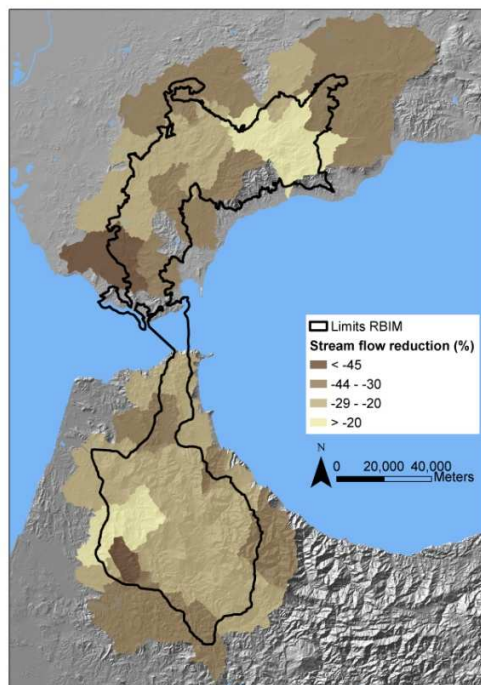 Limits RBIM
Stream flow reduction (%)
< -45
-44 - -30
-29 - -20
> -20
N
0 20,000 40,000
Meters